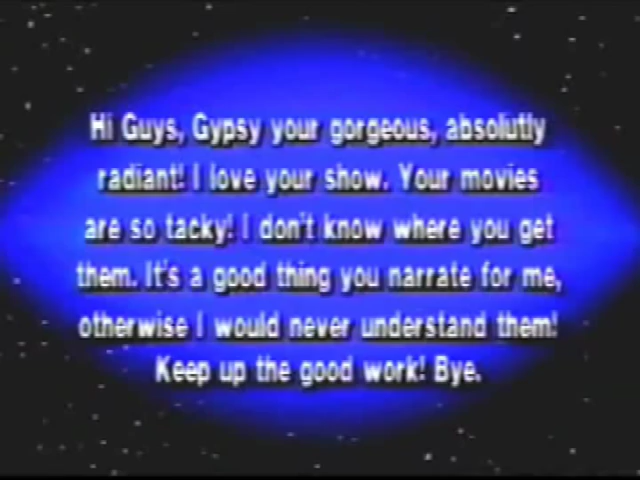 Hi Guys, Gypsy your gorgeous, absolutly
radiant! I love your show. Your movies
are so tacky! I don't know where you get
them. It's a good thing you narrate for me,
otherwise I would never understand them!
Keep up the good work! Bye.